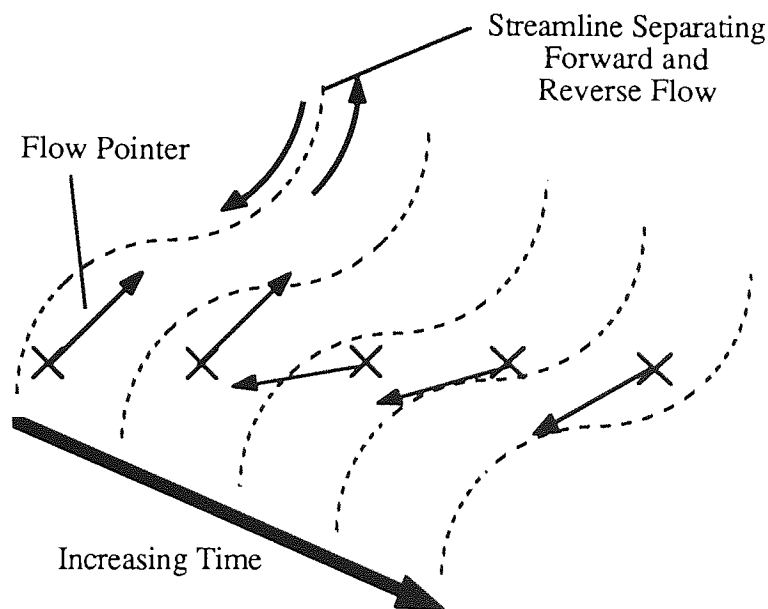 Streamline Separating
Forward and
Reverse Flow
Flow Pointer
Increasing Time